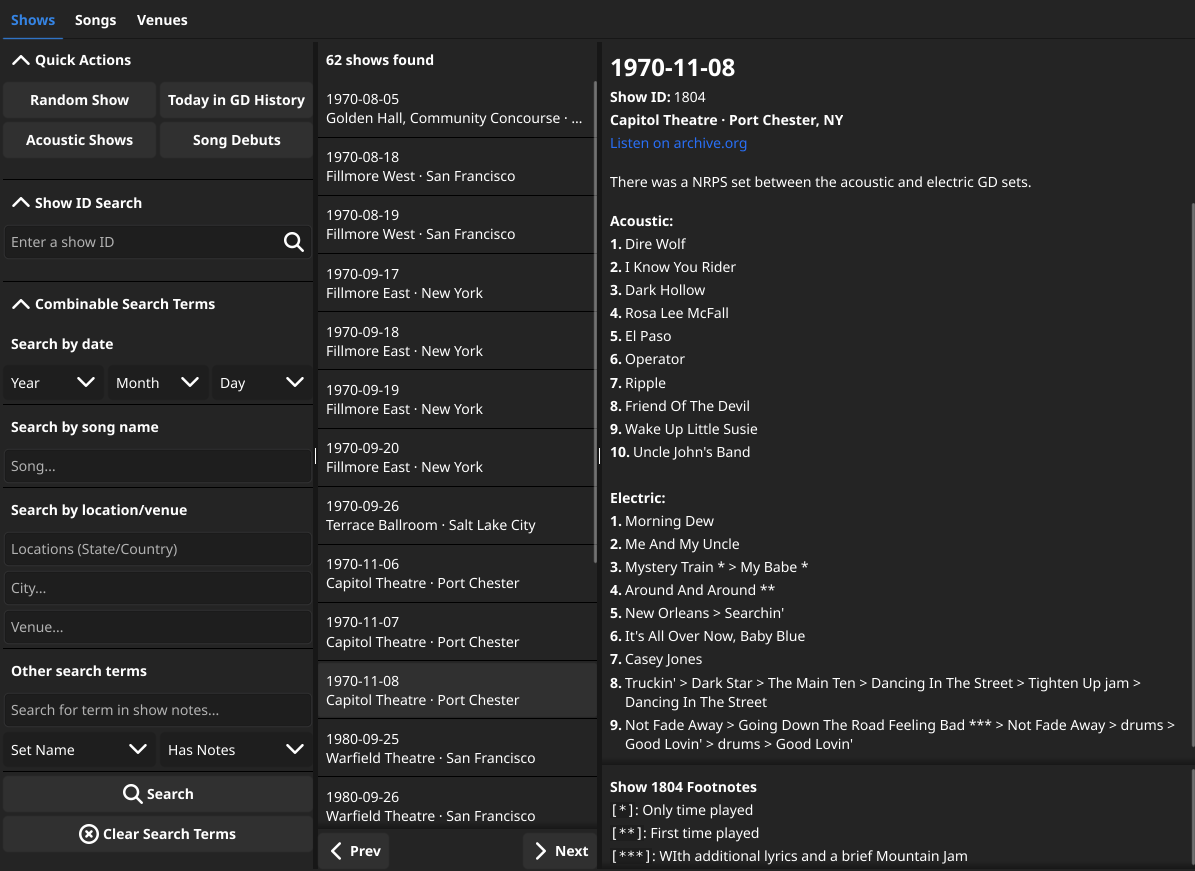 Shows Songs Venues
Quick Actions
Random Show Today in GD History
Acoustic Shows Song Debuts
Show ID Search
Enter a show ID
Combinable Search Terms
Search by date
Year Month Day
Search by song name
Song...
Search by location/venue
Locations (State/Country)
City...
Venue...
Other search terms
Search for term in show notes...
Set Name Has Notes
Search
Clear Search Terms
62 shows found
1970-08-05
Golden Hall, Community Concourse · ...
1970-08-18
Fillmore West · San Francisco
1970-08-19
Fillmore West · San Francisco
1970-09-17
Fillmore East · New York
1970-09-18
Fillmore East · New York
1970-09-19
Fillmore East · New York
1970-09-20
Fillmore East · New York
1970-09-26
Terrace Ballroom · Salt Lake City
1970-11-06
Capitol Theatre · Port Chester
1970-11-07
Capitol Theatre · Port Chester
1970-11-08
Capitol Theatre · Port Chester
1980-09-25
Warfield Theatre · San Francisco
1980-09-26
Warfield Theatre · San Francisco
Prev Next
1970-11-08
Show ID: 1804
Capitol Theatre · Port Chester, NY
Listen on archive.org
There was a NRPS set between the acoustic and electric GD sets.
Acoustic:
1. Dire Wolf
2. I Know You Rider
3. Dark Hollow
4. Rosa Lee McFall
5. El Paso
6. Operator
7. Ripple
8. Friend Of The Devil
9. Wake Up Little Susie
10. Uncle John's Band
Electric:
1. Morning Dew
2. Me And My Uncle
3. Mystery Train * > My Babe *
4. Around And Around **
5. New Orleans > Searchin'
6. It's All Over Now, Baby Blue
7. Casey Jones
8. Truckin' > Dark Star > The Main Ten > Dancing In The Street > Tighten Up jam >
Dancing In The Street
9. Not Fade Away > Going Down The Road Feeling Bad *** > Not Fade Away > drums >
Good Lovin' > drums > Good Lovin'
Show 1804 Footnotes
[*]: Only time played
[**]: First time played
[***]: WIth additional lyrics and a brief Mountain Jam